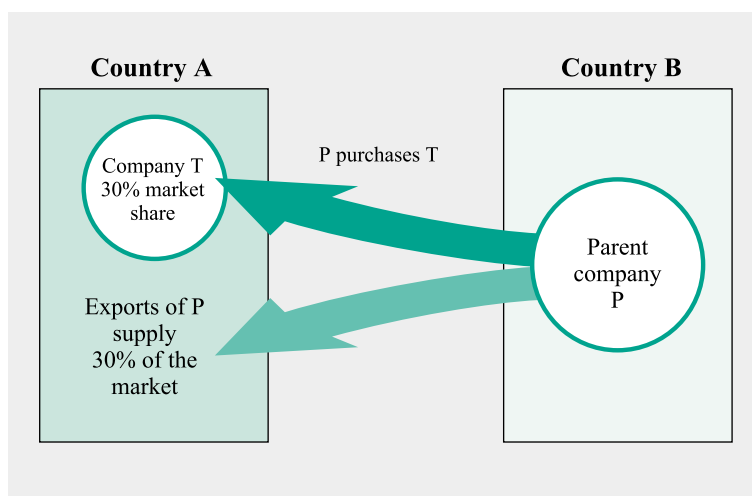 Country A
Country B
P purchases T
Company T
30% market
share
Parent
company
P
Exports of P
supply
30% of the
market